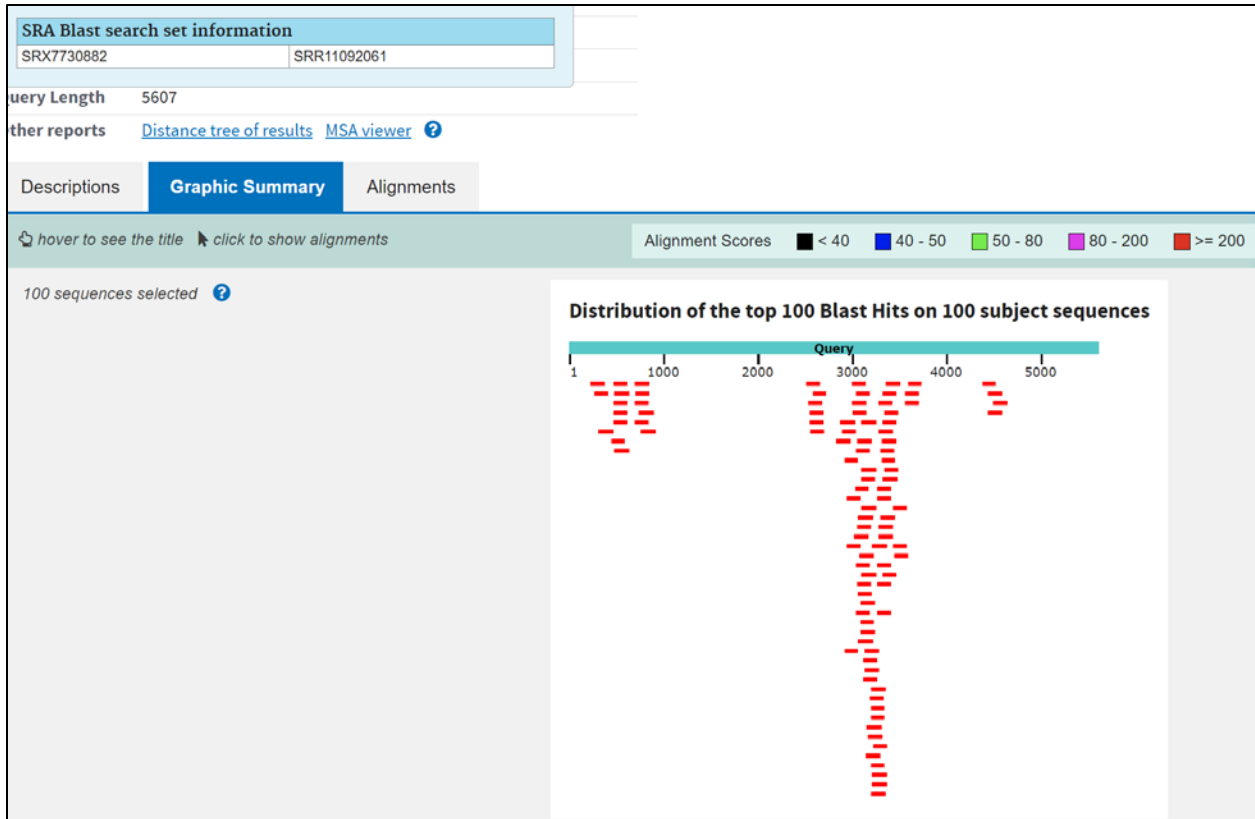 SRA Blast search set information
SRX7730882 SRR11092061
uery Length 5607
ther reports Distance tree of results MSA viewer ?
Descriptions Graphic Summary Alignments
hover to see the title click to show alignments Alignment Scores < 40 40 - 50 50 - 80 80 - 200 >= 200
100 sequences selected ?
Distribution of the top 100 Blast Hits on 100 subject sequences
Query
1 1000 2000 3000 4000 5000